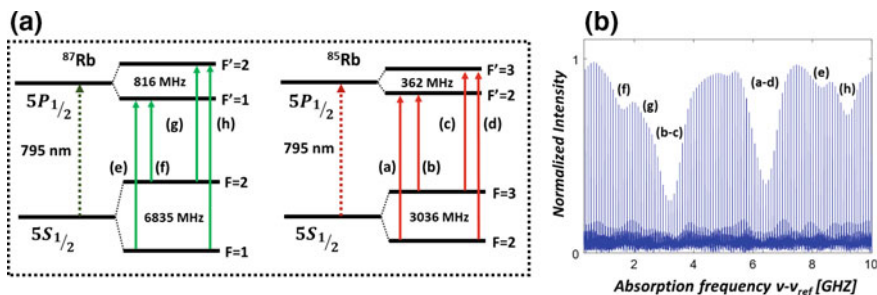 (a)
⁸⁷Rb
F'=2
816 MHz
F'=1
5P₁/₂
(g)
(h)
795 nm
(e)
(f)
F=2
6835 MHz
5S₁/₂
F=1
⁸⁵Rb
F'=3
362 MHz
F'=2
5P₁/₂
(c)
(d)
795 nm
(a)
(b)
F=3
3036 MHz
5S₁/₂
F=2
(b)
1
0
Normalized Intensity
(f)
(g)
(b-c)
(a-d)
(e)
(h)
2 4 6 8 10
Absorption frequency ν-ν_ref [GHZ]